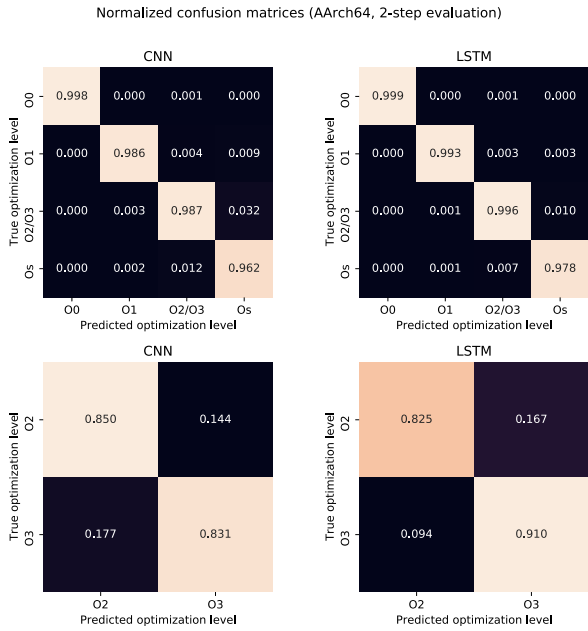 Normalized confusion matrices (AArch64, 2-step evaluation)
CNN
True optimization level
O0 0.998 0.000 0.001 0.000
O1 0.000 0.986 0.004 0.009
O2/O3 0.000 0.003 0.987 0.032
Os 0.000 0.002 0.012 0.962
O0 O1 O2/O3 Os
Predicted optimization level
LSTM
True optimization level
O0 0.999 0.000 0.001 0.000
O1 0.000 0.993 0.003 0.003
O2/O3 0.000 0.001 0.996 0.010
Os 0.000 0.001 0.007 0.978
O0 O1 O2/O3 Os
Predicted optimization level
CNN
True optimization level
O2 0.850 0.144
O3 0.177 0.831
O2 O3
Predicted optimization level
LSTM
True optimization level
O2 0.825 0.167
O3 0.094 0.910
O2 O3
Predicted optimization level